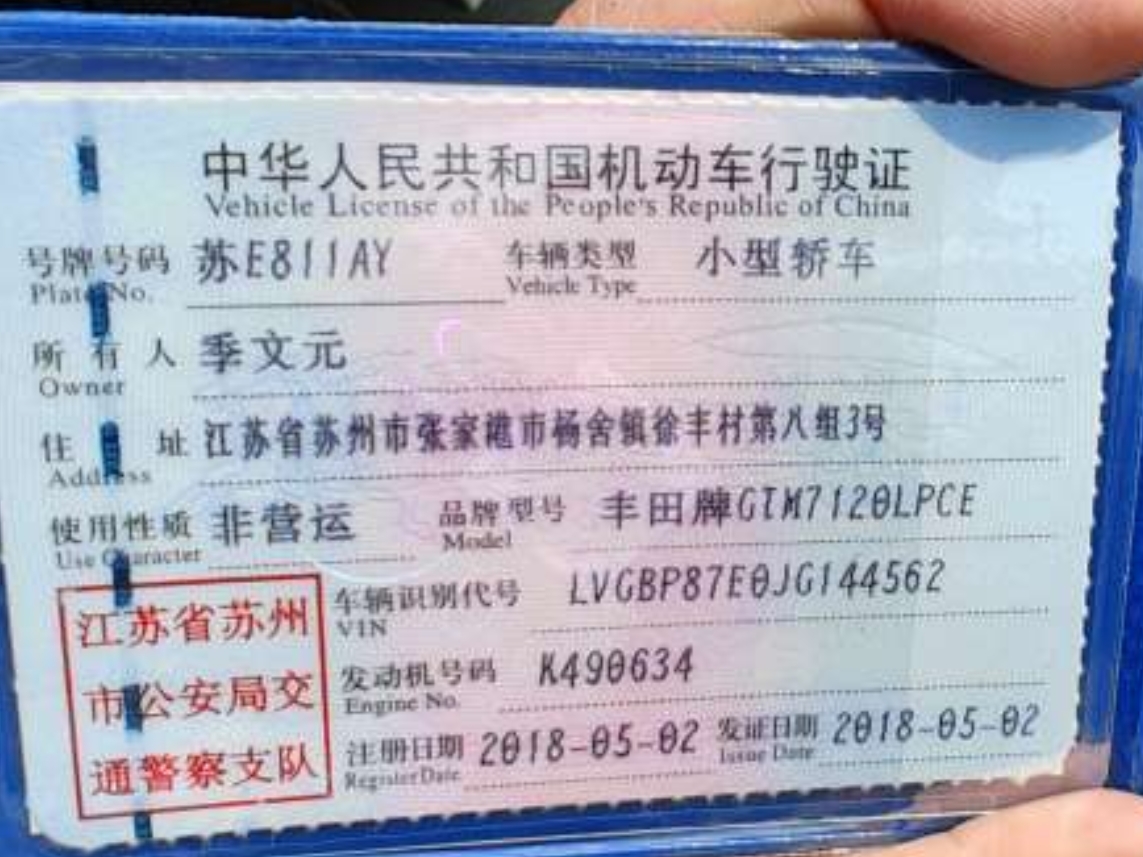 中华人民共和国机动车行驶证
Vehicle License of the People's Republic of China
号牌号码 苏E811AY 车辆类型 小型轿车
Plate No. Vehicle Type
所有人 季文元
Owner
住址 江苏省苏州市张家港市杨舍镇徐丰村第八组3号
Address
使用性质 非营运 品牌型号 丰田牌GTM7120LPCE
Use Character Model
江苏省苏州 车辆识别代号 LVGBP87E0JG144562
VIN
市公安局交 发动机号码 K490634
Engine No.
通警察支队 注册日期 2018-05-02 发证日期 2018-05-02
Register Date Issue Date